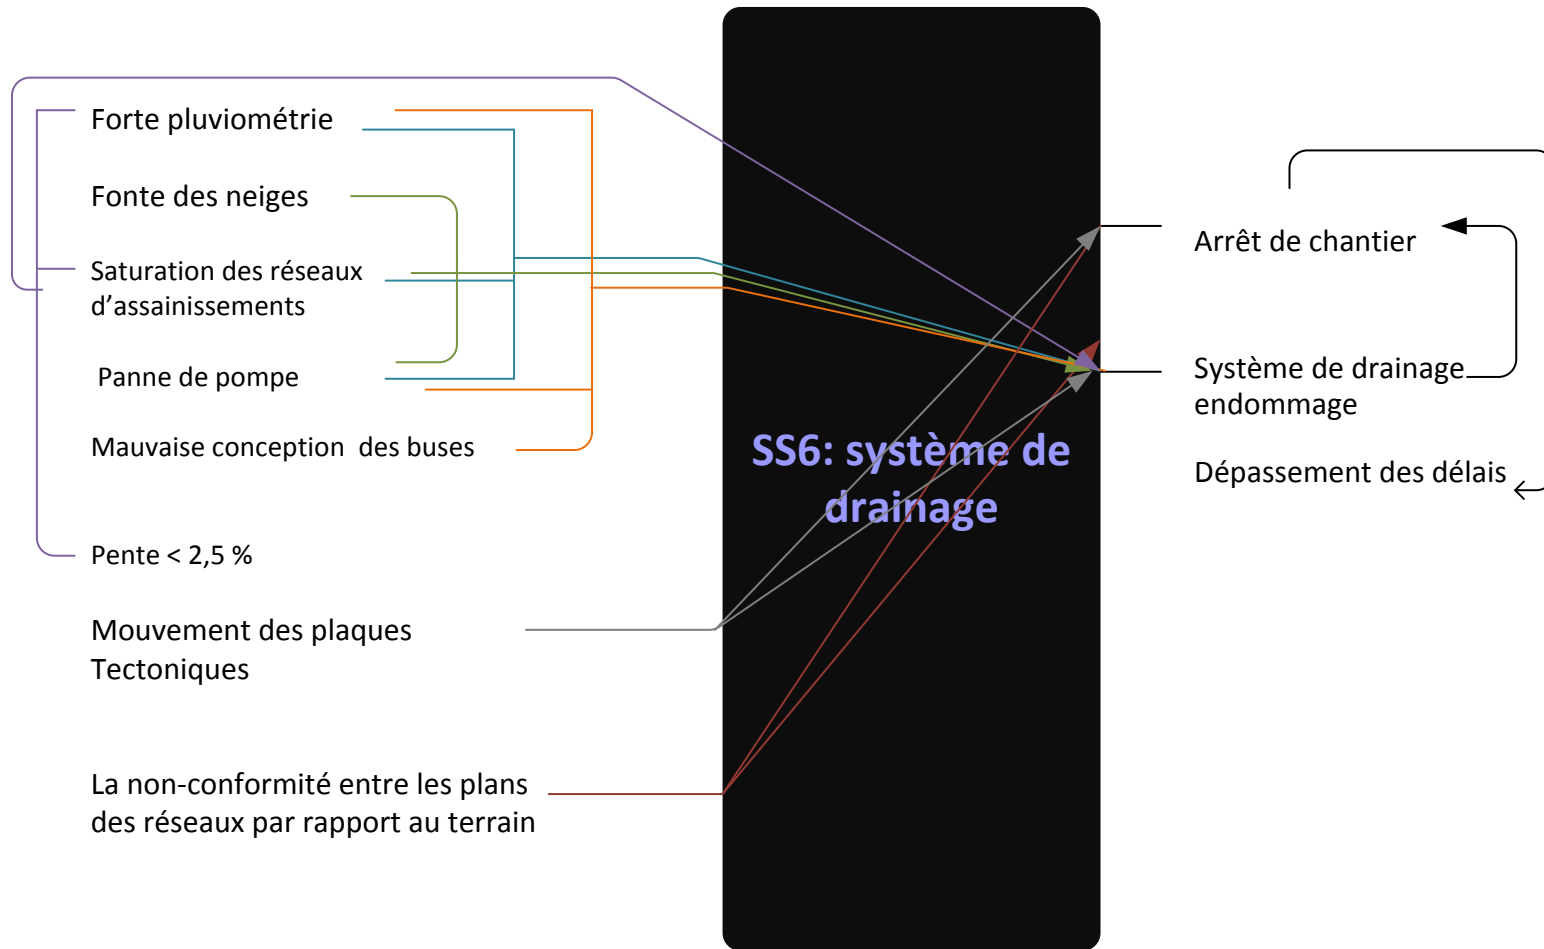 Forte pluviométrie
Fonte des neiges
Saturation des réseaux
d’assainissements
Panne de pompe
Mauvaise conception des buses
Pente < 2,5 %
Mouvement des plaques
Tectoniques
La non-conformité entre les plans
des réseaux par rapport au terrain
SS6: système de
drainage
Arrêt de chantier
Système de drainage
endommage
Dépassement des délais